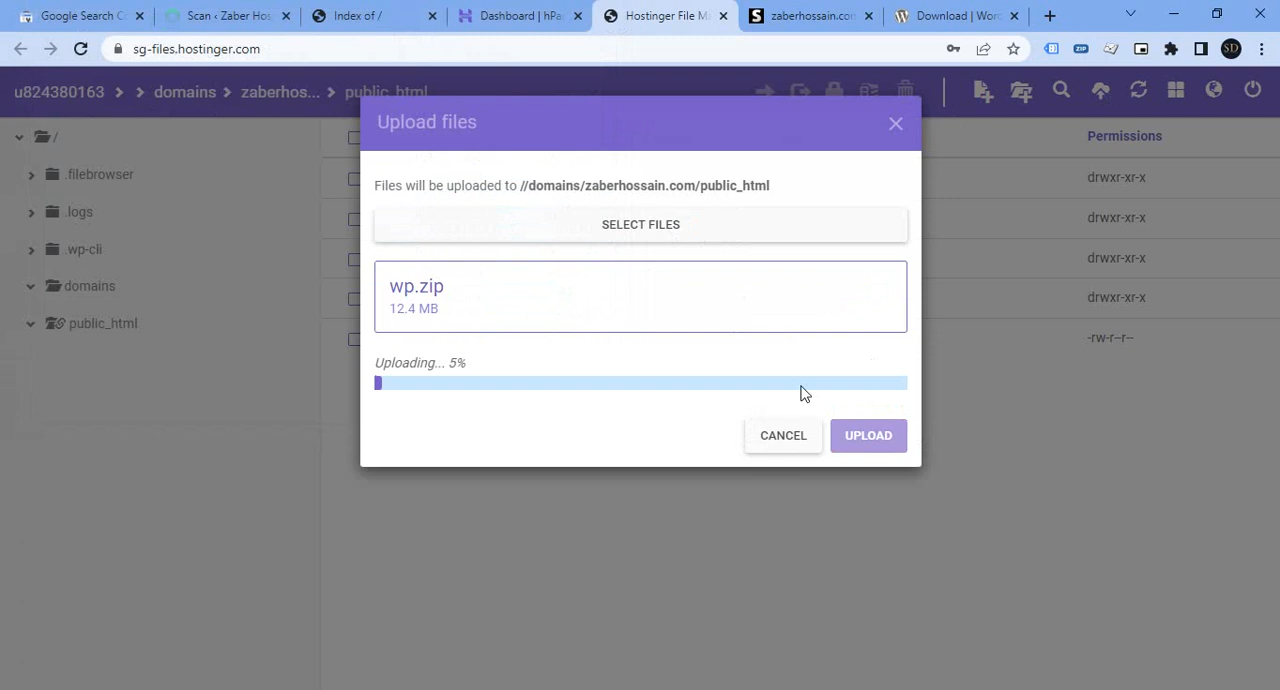 Google Search C
Scan ‹ Zaber Hos
Index of /
Dashboard | hPa
Hostinger File M
zaberhossain.com
Download | Wor
sg-files.hostinger.com
ZIP
SD
u824380163 domains zaberhos... public_html
Upload files
/
Permissions
.filebrowser
drwxr-xr-x
Files will be uploaded to //domains/zaberhossain.com/public_html
.logs
drwxr-xr-x
SELECT FILES
.wp-cli
drwxr-xr-x
domains
wp.zip
drwxr-xr-x
12.4 MB
public_html
-rw-r--r--
Uploading... 5%
CANCEL
UPLOAD